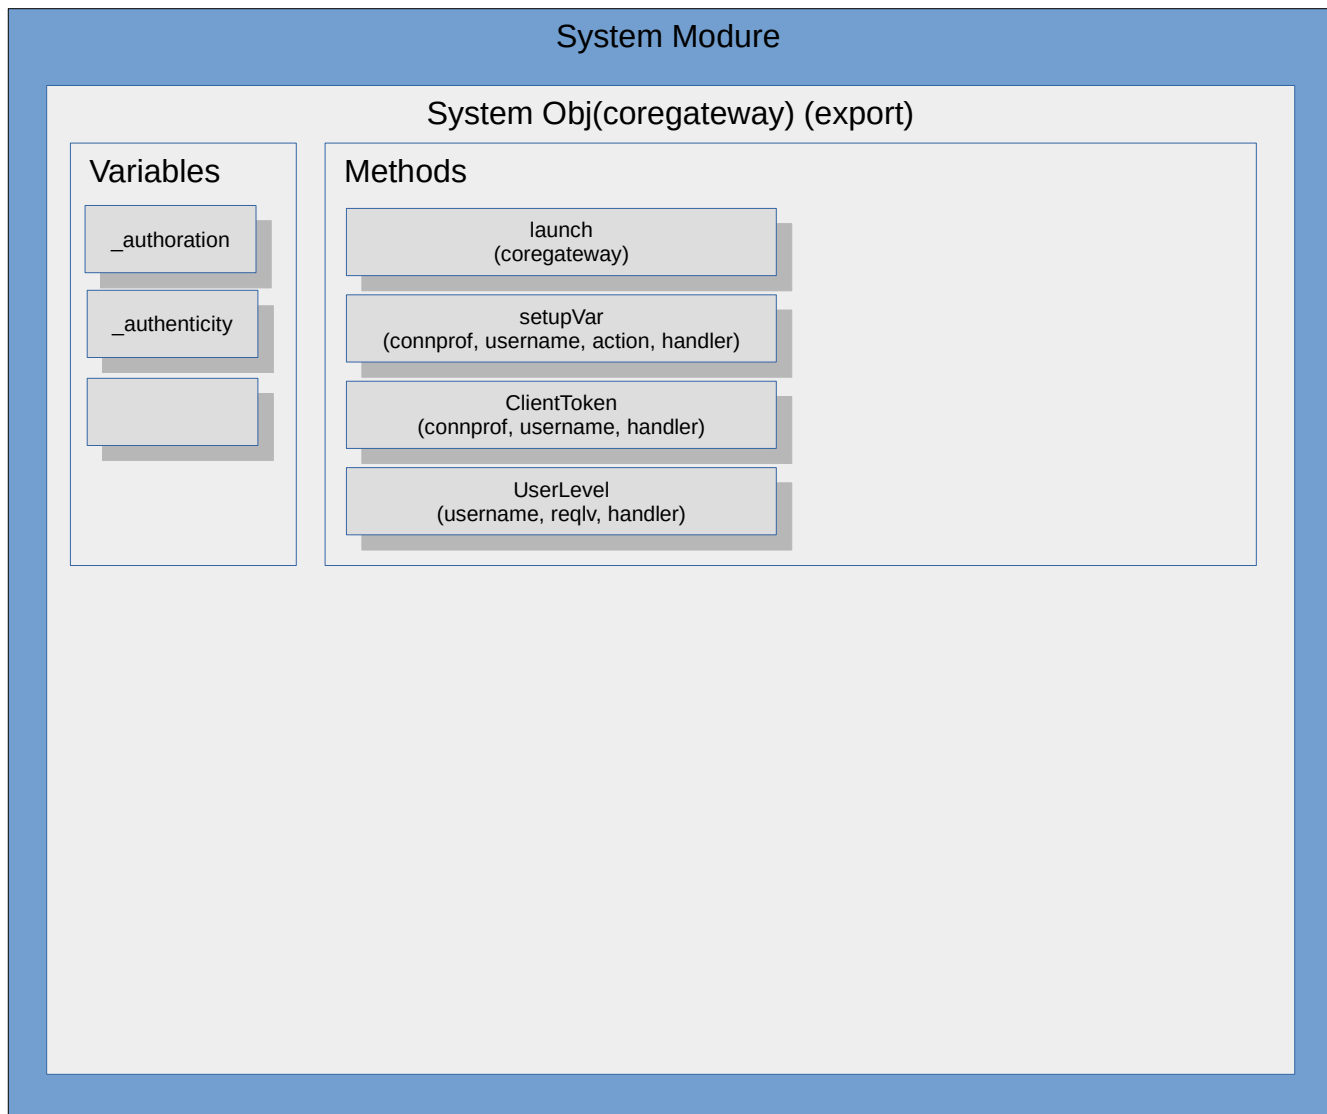 System Modure
System Obj(coregateway) (export)
Variables
_authoration
_authenticity
Methods
launch
(coregateway)
setupVar
(connprof, username, action, handler)
ClientToken
(connprof, username, handler)
UserLevel
(username, reqlv, handler)